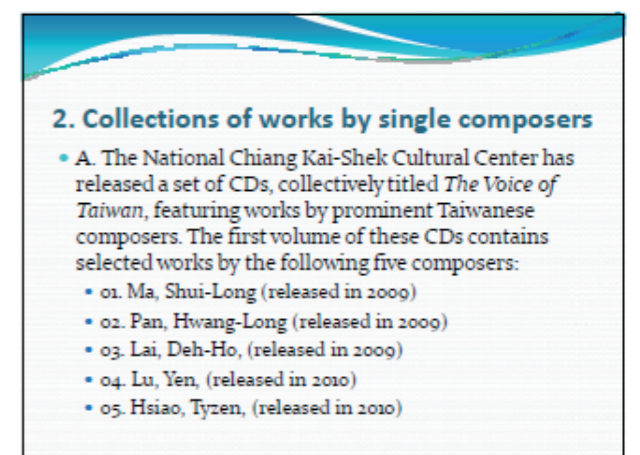 2. Collections of works by single composers
• A. The National Chiang Kai-Shek Cultural Center has
released a set of CDs, collectively titled The Voice of
Taiwan, featuring works by prominent Taiwanese
composers. The first volume of these CDs contains
selected works by the following five composers:
• 01. Ma, Shui-Long (released in 2009)
• 02. Pan, Hwang-Long (released in 2009)
• 03. Lai, Deh-Ho, (released in 2009)
• 04. Lu, Yen, (released in 2010)
• 05. Hsiao, Tyzen, (released in 2010)